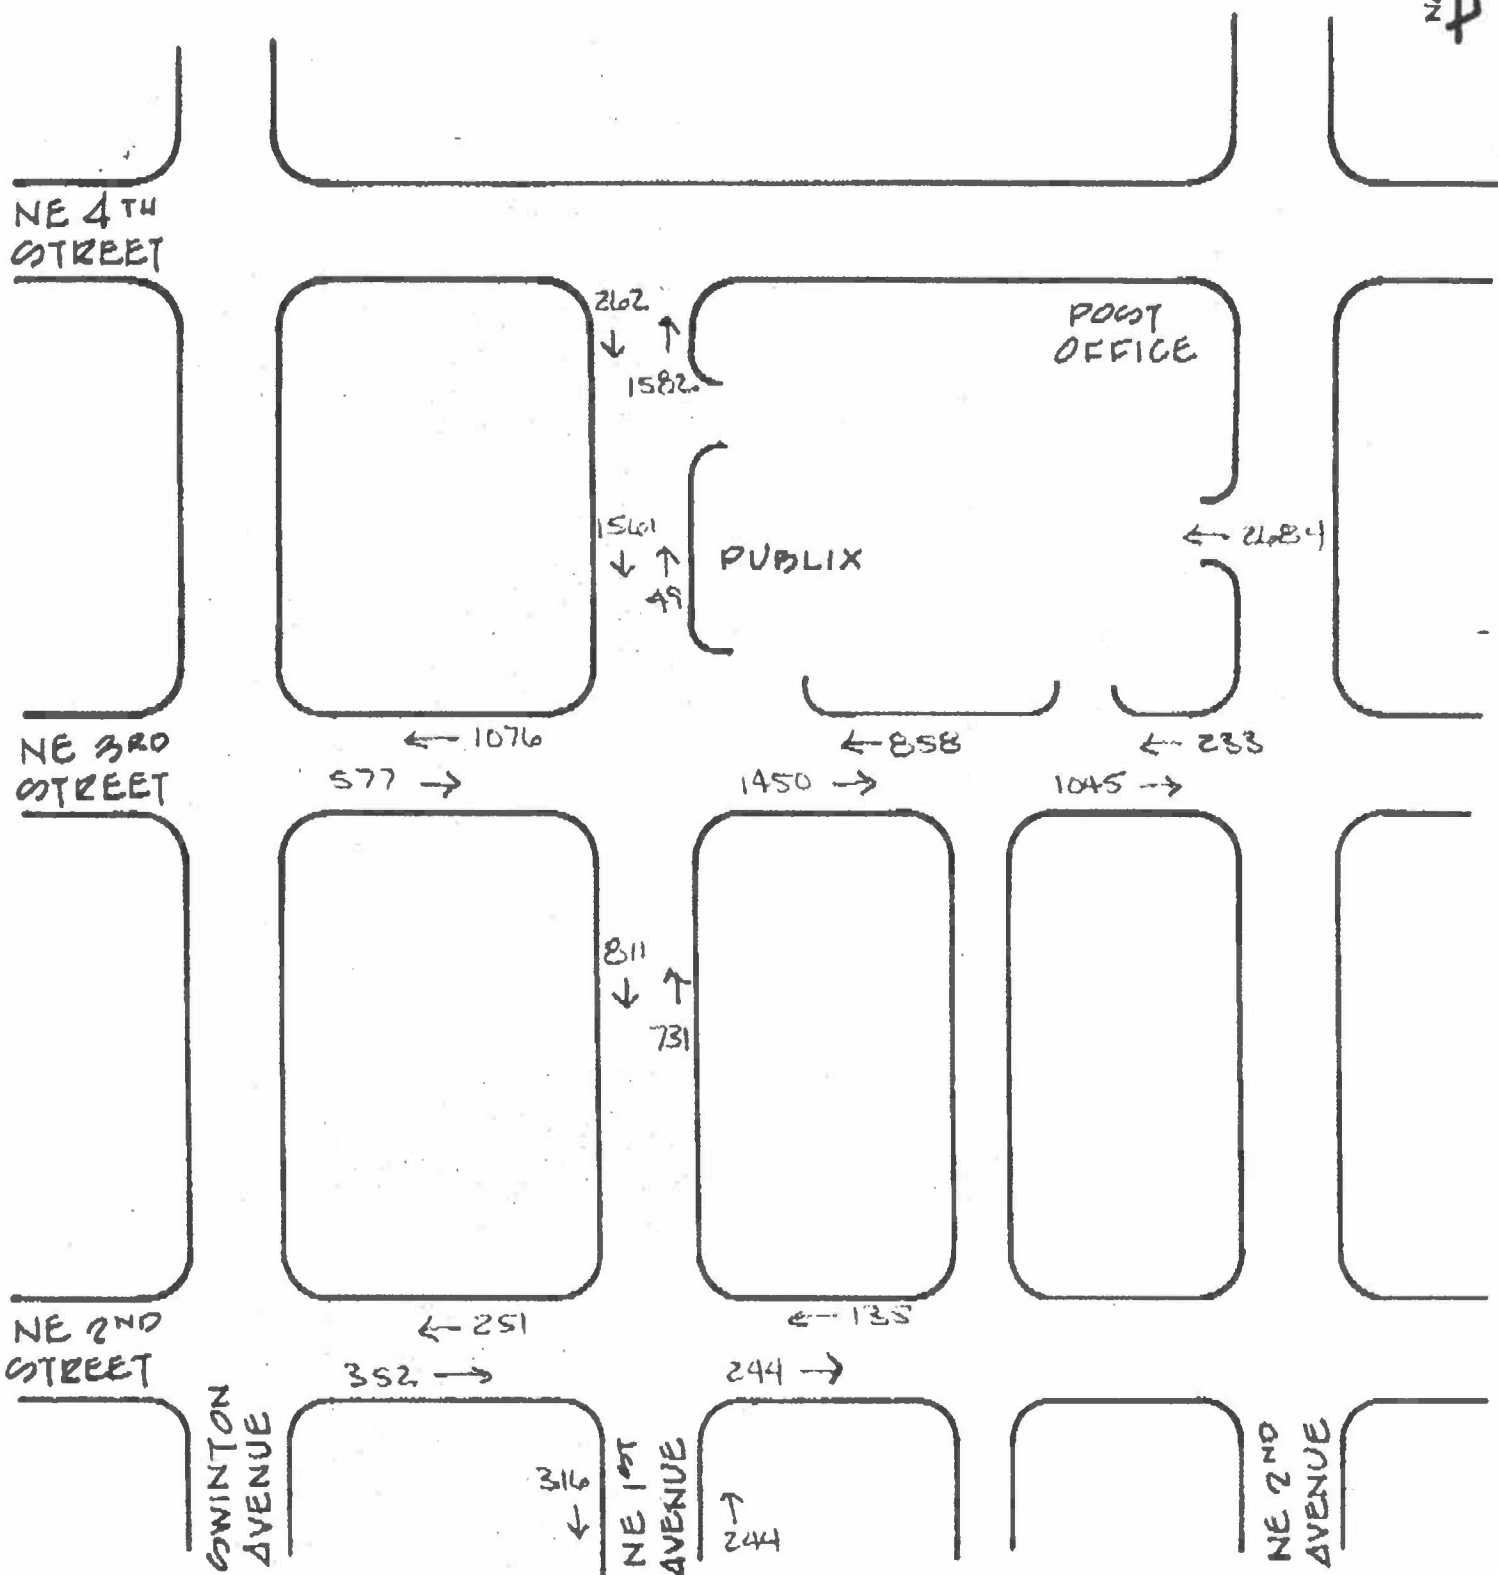 NE 4TH
STREET
262
1582
POST
OFFICE
1561
49
PUBLIX
← 2684
NE 3RD
STREET
← 1076
← 858
← 233
577 →
1450 →
1045 →
811
731
NE 2ND
STREET
← 251
← 135
352 →
244 →
SWINTON
AVENUE
316
NE 1ST
AVENUE
244
NE 2ND
AVENUE